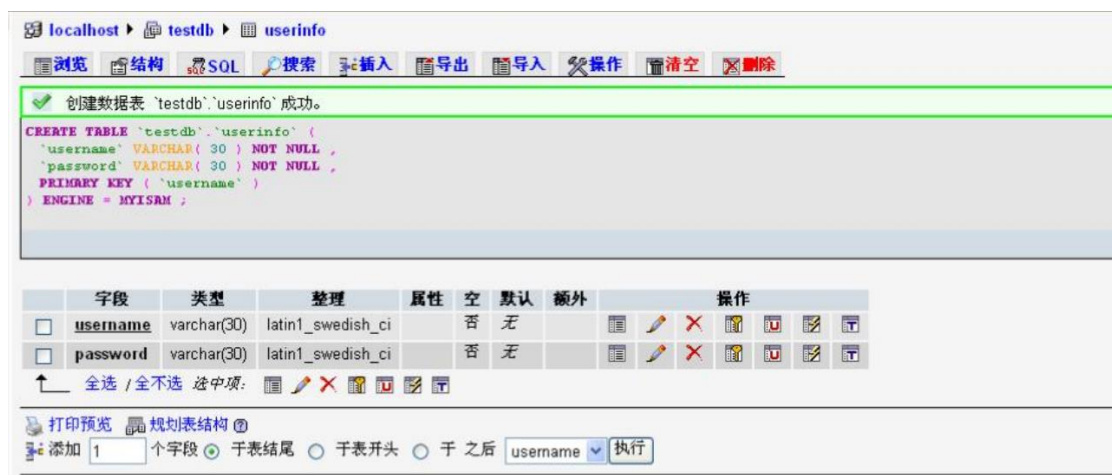 localhost ▸ testdb ▸ userinfo
浏览 结构 SQL 搜索 插入 导出 导入 操作 清空 删除
创建数据表 `testdb`.`userinfo` 成功。
CREATE TABLE `testdb`.`userinfo` (
`username` VARCHAR( 30 ) NOT NULL ,
`password` VARCHAR( 30 ) NOT NULL ,
PRIMARY KEY ( `username` )
) ENGINE = MYISAM ;
字段 类型 整理 属性 空 默认 额外 操作
username varchar(30) latin1_swedish_ci 否 无
password varchar(30) latin1_swedish_ci 否 无
全选 / 全不选 选中项:
打印预览 规划表结构
添加 1 个字段 于表结尾 于表开头 于 之后 username 执行